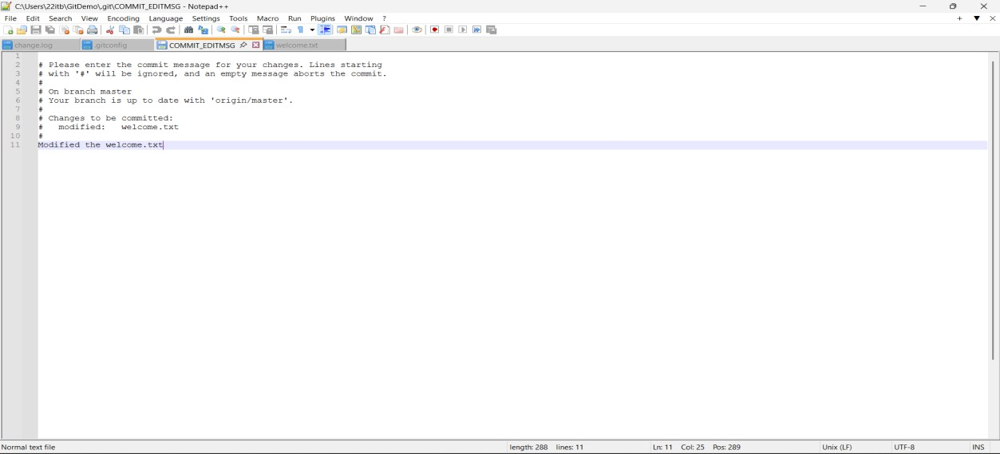 C:\Users\22itb\GitDemo\.git\COMMIT_EDITMSG - Notepad++
File Edit Search View Encoding Language Settings Tools Macro Run Plugins Window ?
change.log .gitconfig COMMIT_EDITMSG welcome.txt
1
2 # Please enter the commit message for your changes. Lines starting
3 # with '#' will be ignored, and an empty message aborts the commit.
4 #
5 # On branch master
6 # Your branch is up to date with 'origin/master'.
7 #
8 # Changes to be committed:
9 #   modified:   welcome.txt
10 #
11 Modified the welcome.txt
Normal text file length: 288 lines: 11 Ln: 11 Col: 25 Pos: 289 Unix (LF) UTF-8 INS